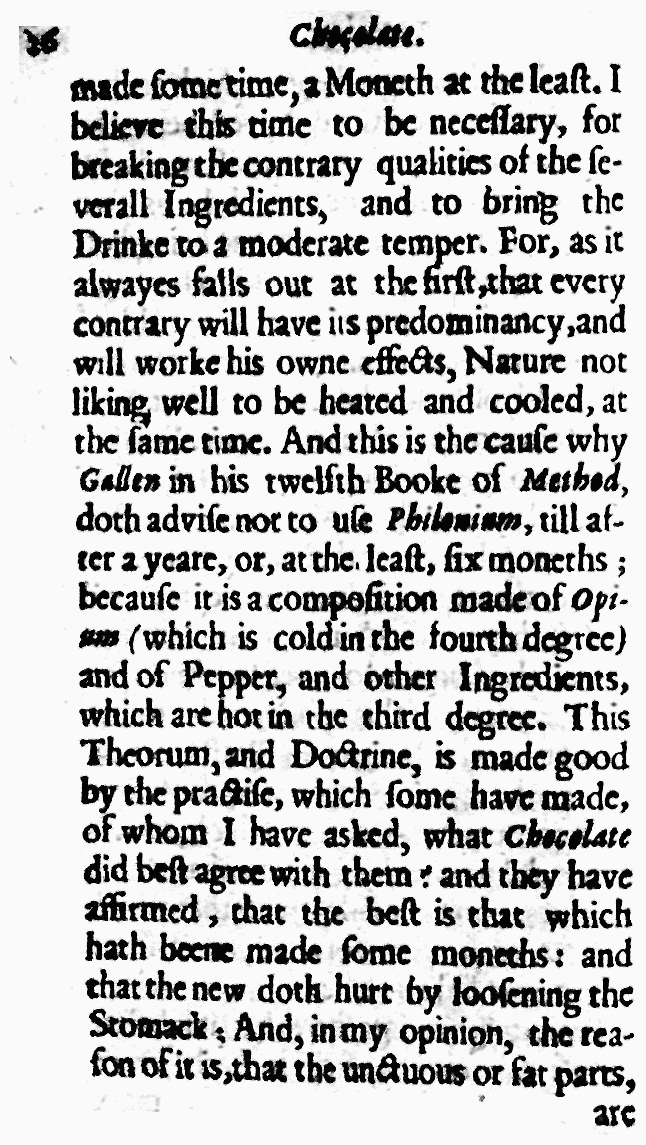 26
Chocolate.
made ſome time, a Moneth at the leaſt. I
believe this time to be neceſſary, for
breaking the contrary qualities of the ſe-
verall Ingredients, and to bring the
Drinke to a moderate temper. For, as it
alwayes falls out at the firſt, that every
contrary will have its predominancy, and
will worke his owne effects, Nature not
liking well to be heated and cooled, at
the ſame time. And this is the cauſe why
Gallen in his twelfth Booke of Method,
doth adviſe not to uſe Philonium, till af-
ter a yeare, or, at the leaſt, ſix moneths ;
becauſe it is a compoſition made of Opi-
um (which is cold in the fourth degree)
and of Pepper, and other Ingredients,
which are hot in the third degree. This
Theorum, and Doctrine, is made good
by the practiſe, which ſome have made,
of whom I have asked, what Chocolate
did beſt agree with them ? and they have
affirmed , that the beſt is that which
hath beene made ſome moneths : and
that the new doth hurt by looſening the
Stomack ; And, in my opinion, the rea-
ſon of it is, that the unctuous or fat parts,
are